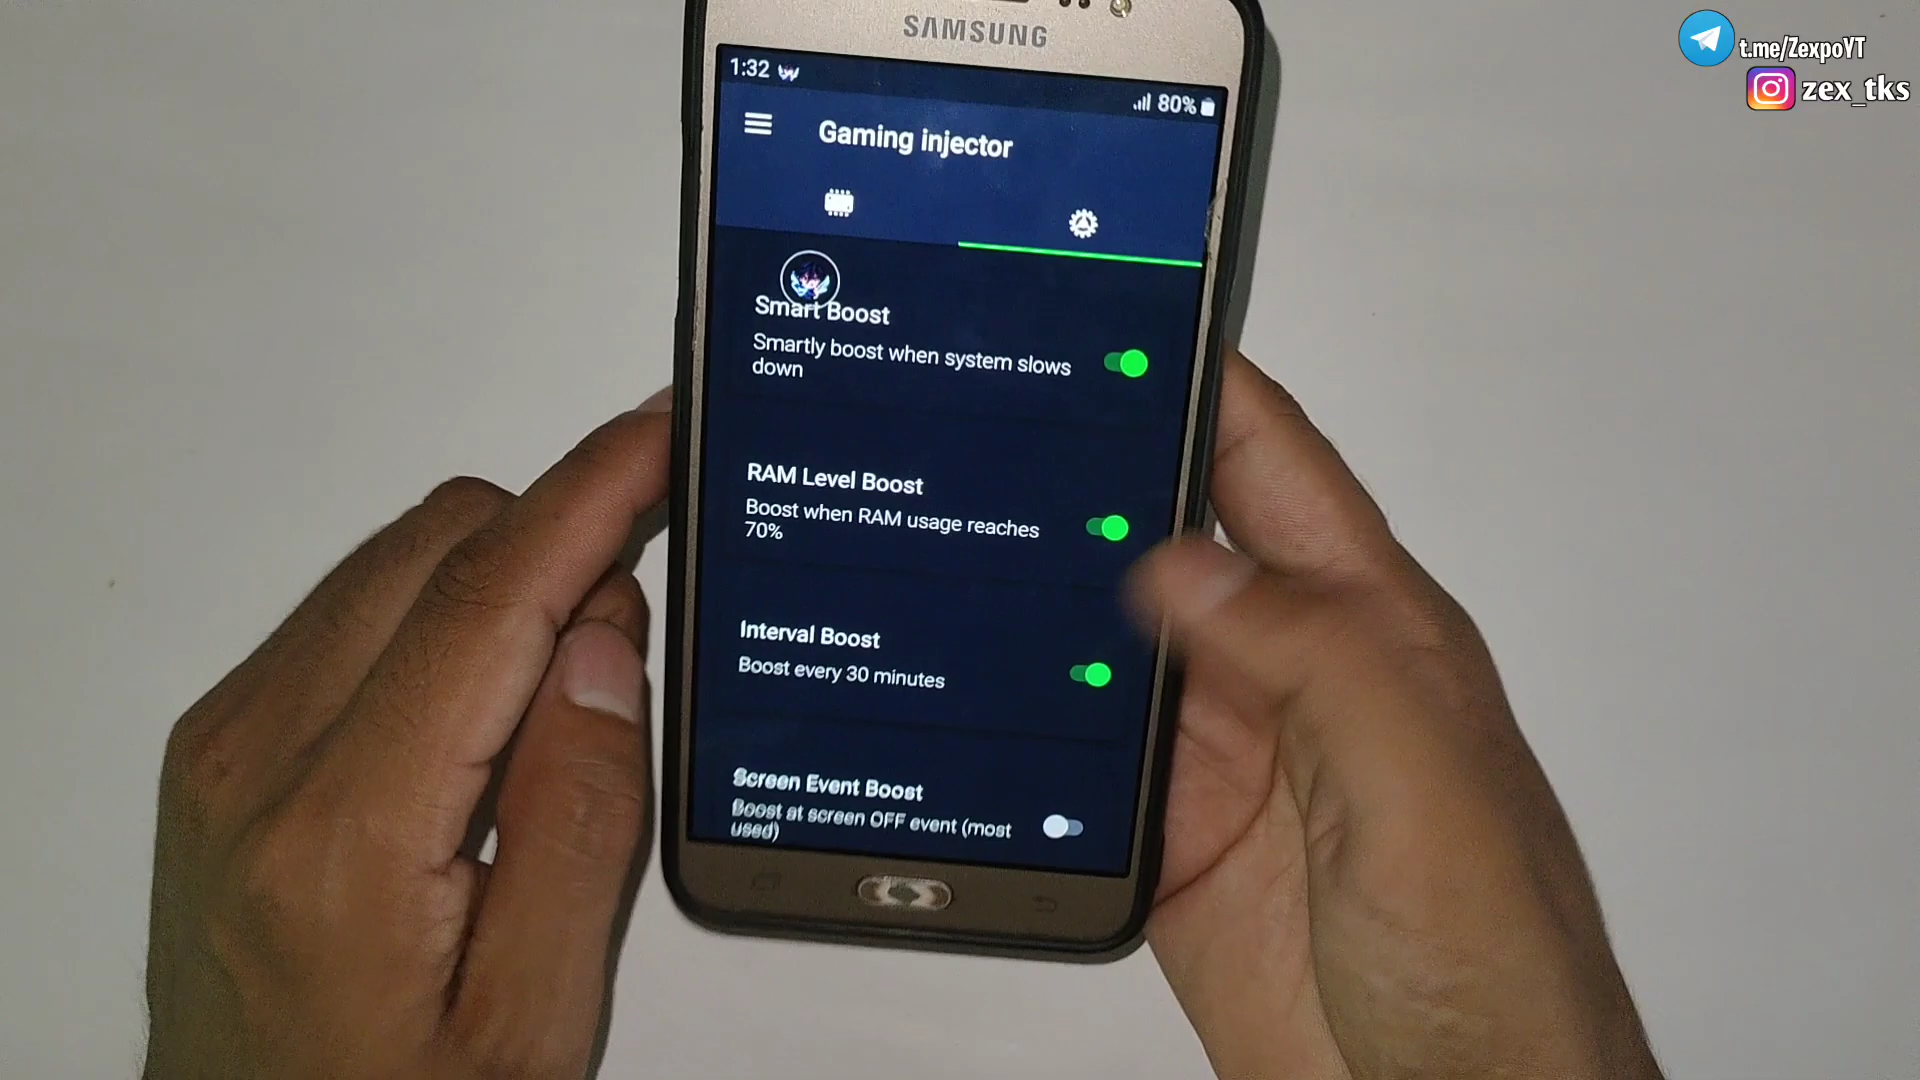 SAMSUNG
t.me/ZexpoYT
zex_tks
1:32
80%
Gaming injector
Smart Boost
Smartly boost when system slows
down
RAM Level Boost
Boost when RAM usage reaches
70%
Interval Boost
Boost every 30 minutes
Screen Event Boost
Boost at screen OFF event (most
used)